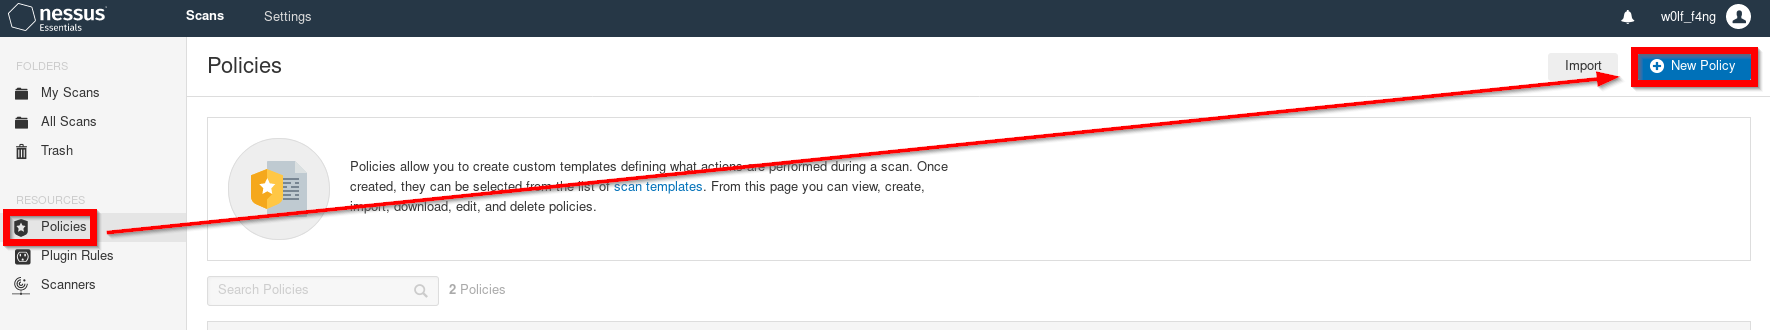 nessus
Essentials
Scans
Settings
w0lf_f4ng
FOLDERS
My Scans
All Scans
Trash
RESOURCES
Policies
Plugin Rules
Scanners
Policies
Import
New Policy
Policies allow you to create custom templates defining what actions are performed during a scan. Once
created, they can be selected from the list of scan templates. From this page you can view, create,
import, download, edit, and delete policies.
Search Policies
2 Policies